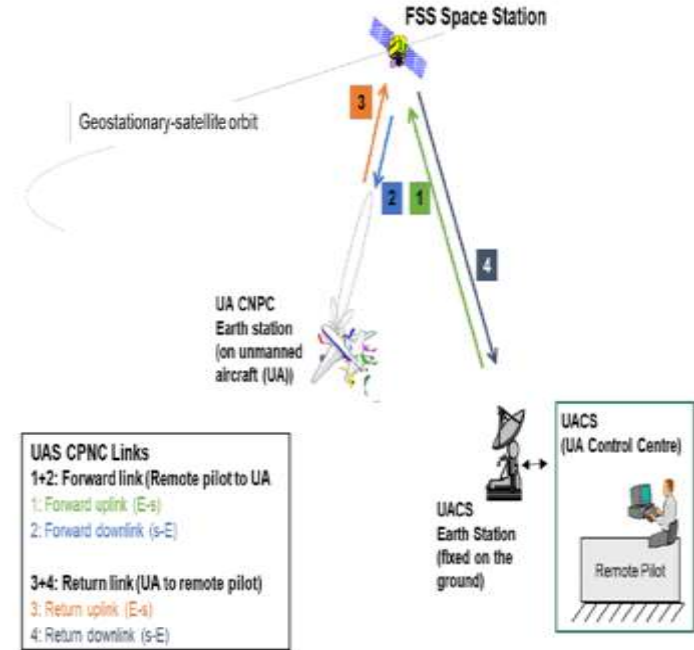 FSS Space Station
Geostationary-satellite orbit
3
2
1
4
UA CNPC
Earth station
(on unmanned
aircraft (UA))
UACS
(UA Control Centre)
UACS
Earth Station
(fixed on the
ground)
Remote Pilot
UAS CPNC Links
1+2: Forward link (Remote pilot to UA
1: Forward uplink (E-s)
2: Forward downlink (s-E)
3+4: Return link (UA to remote pilot)
3: Return uplink (E-s)
4: Return downlink (s-E)